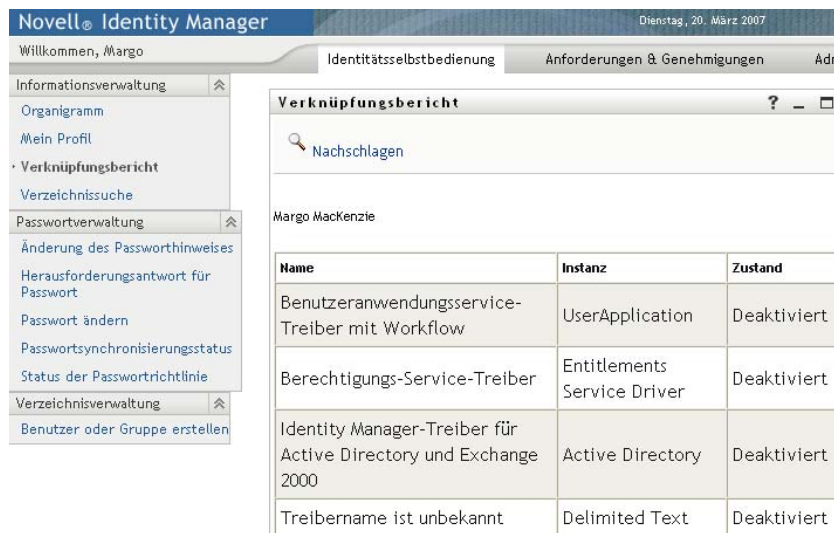 Novell® Identity Manager
Dienstag, 20. März 2007
Willkommen, Margo
Identitätsselbstbedienung
Anforderungen & Genehmigungen
Adr
Informationsverwaltung
Organigramm
Mein Profil
Verknüpfungsbericht
Verzeichnissuche
Passwortverwaltung
Änderung des Passworthinweises
Herausforderungsantwort für
Passwort
Passwort ändern
Passwortsynchronisierungsstatus
Status der Passwortrichtlinie
Verzeichnisverwaltung
Benutzer oder Gruppe erstellen
Verknüpfungsbericht
?
Nachschlagen
Margo MacKenzie
Name Instanz Zustand
Benutzeranwendungsservice-
Treiber mit Workflow
UserApplication
Deaktiviert
Berechtigungs-Service-Treiber
Entitlements
Service Driver
Deaktiviert
Identity Manager-Treiber für
Active Directory und Exchange
2000
Active Directory
Deaktiviert
Treibername ist unbekannt
Delimited Text
Deaktiviert